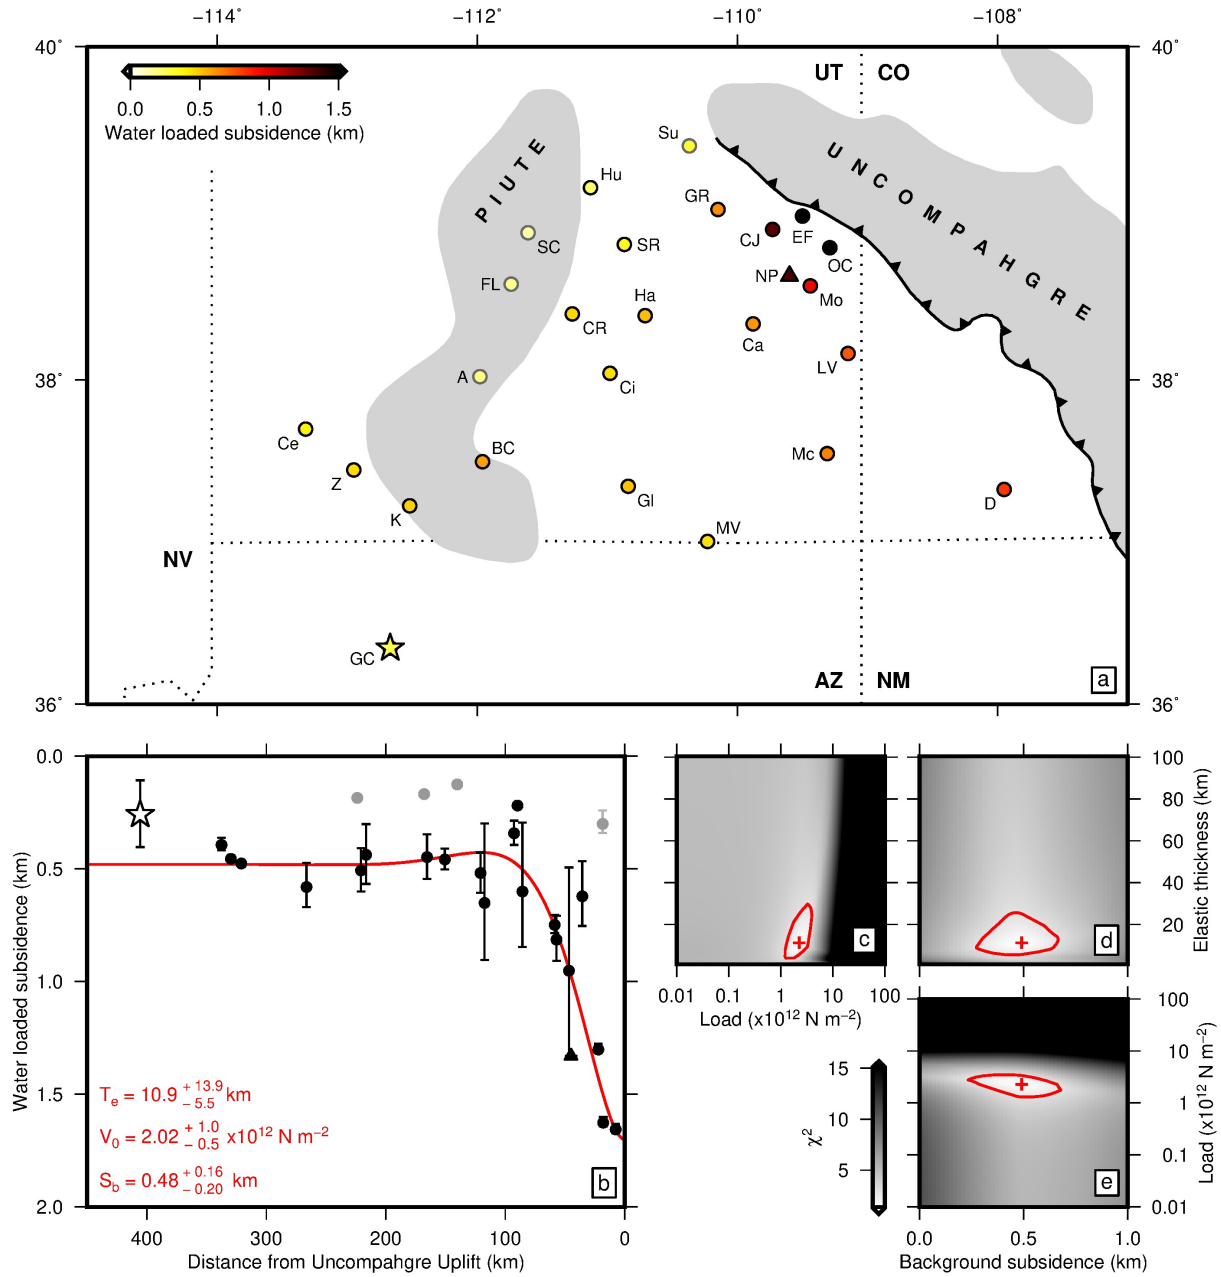 −114˚ −112˚ −110˚ −108˚
40˚ 40˚
38˚ 38˚
36˚ 36˚
0.0 0.5 1.0 1.5
Water loaded subsidence (km)
UT CO
NV
AZ NM
PIUTE
UNCOMPAHGRE
Su
Hu
GR
SC
SR
CJ
EF
OC
NP
FL
Ha
Mo
CR
Ca
LV
A
Ci
Ce
BC
Mc
Z
Gl
D
K
MV
GC
a
0.0
0.5
1.0
1.5
2.0
Water loaded subsidence (km)
Te = 10.9 + 13.9 − 5.5 km
V0 = 2.02 + 1.0 − 0.5 x10¹² N m−²
Sb = 0.48 + 0.16 − 0.20 km
b
400 300 200 100 0
Distance from Uncompahgre Uplift (km)
c
0.01 0.1 1 10 100
Load (x10¹² N m−²)
d
100
80
60
40
20
Elastic thickness (km)
15
10
5
χ²
e
100
10
1
0.1
0.01
Load (x10¹² N m−²)
0.0 0.5 1.0
Background subsidence (km)